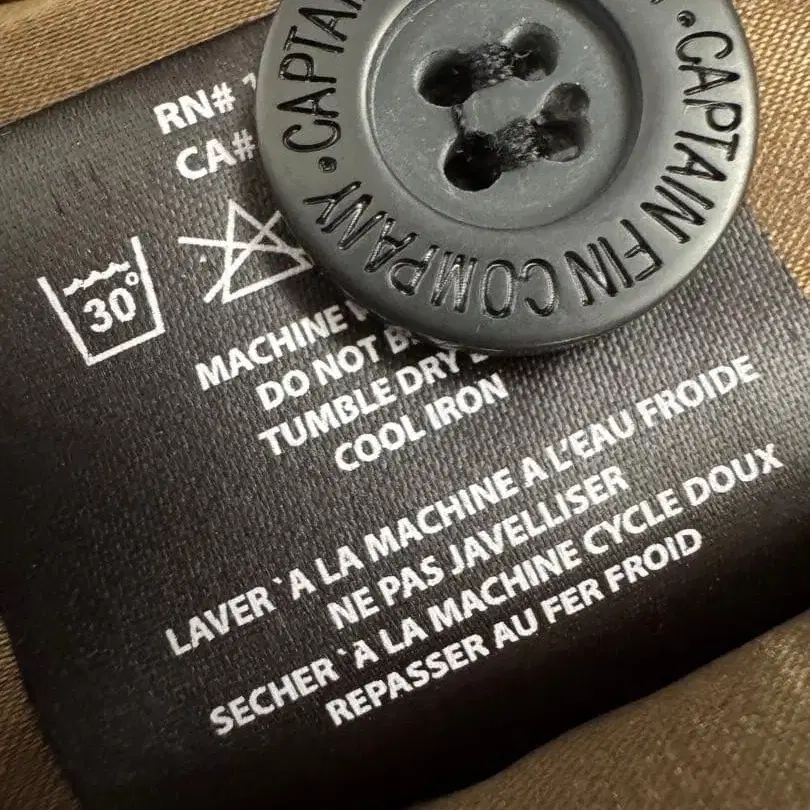 CAPTAIN FIN COMPANY
RN#
CA#
30°
MACHINE
DO NOT
TUMBLE DRY
COOL IRON
LAVER `A LA MACHINE A L'EAU FROIDE
NE PAS JAVELLISER
SECHER `A LA MACHINE CYCLE DOUX
REPASSER AU FER FROID